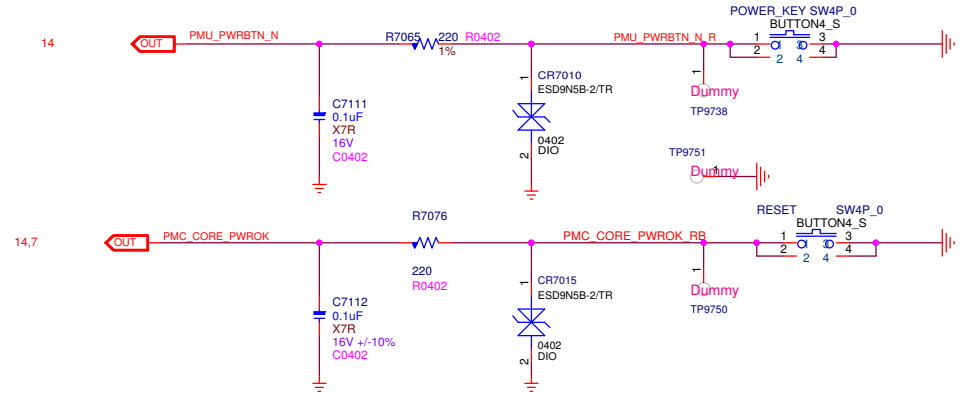 POWER_KEY SW4P_0
BUTTON4_S
14
OUT
PMU_PWRBTN_N
R7065
220
R0402
1%
PMU_PWRBTN_N_R
1
2
2
3
4
3
4
1
CR7010
ESD9N5B-2/TR
0402
DIO
2
1
Dummy
TP9738
C7111
0.1uF
X7R
16V
C0402
TP9751
Dummy
1
RESET
SW4P_0
BUTTON4_S
14,7
OUT
PMC_CORE_PWROK
R7076
220
R0402
PMC_CORE_PWROK_RB
1
2
2
3
4
3
4
1
CR7015
ESD9N5B-2/TR
0402
DIO
2
1
Dummy
TP9750
C7112
0.1uF
X7R
16V +/-10%
C0402